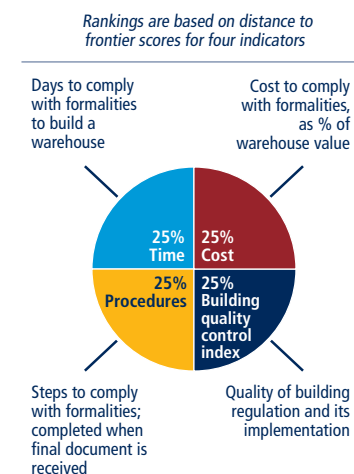 Rankings are based on distance to
frontier scores for four indicators
Days to comply
with formalities
to build a
warehouse
Cost to comply
with formalities,
as % of
warehouse value
25%
Time
25%
Cost
25%
Procedures
25%
Building
quality
control
index
Steps to comply
with formalities;
completed when
final document is
received
Quality of building
regulation and its
implementation